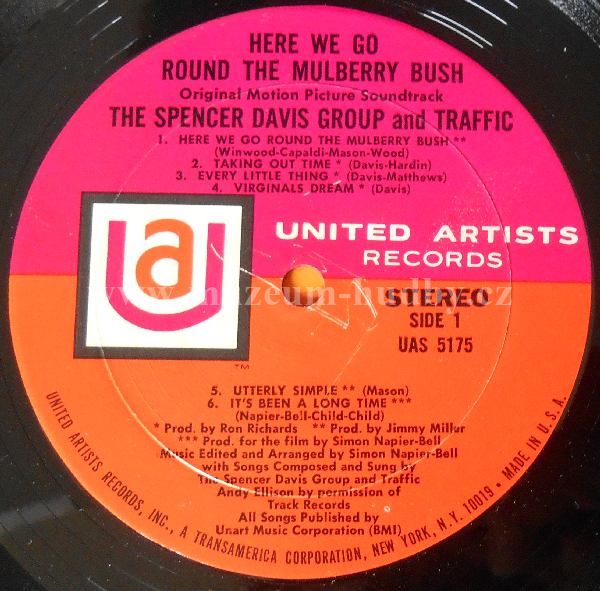 HERE WE GO
ROUND THE MULBERRY BUSH
Original Motion Picture Soundtrack
THE SPENCER DAVIS GROUP and TRAFFIC
1. HERE WE GO ROUND THE MULBERRY BUSH **
(Winwood-Capaldi-Mason-Wood)
2. TAKING OUT TIME * (Davis-Hardin)
3. EVERY LITTLE THING * (Davis-Matthews)
4. VIRGINALS DREAM * (Davis)
ua
TM
UNITED ARTISTS
RECORDS
www.muzeum-hudby.cz
STEREO
SIDE 1
UAS 5175
5. UTTERLY SIMPLE ** (Mason)
6. IT'S BEEN A LONG TIME ***
(Napier-Bell-Child-Child)
* Prod. by Ron Richards ** Prod. by Jimmy Miller
*** Prod. for the film by Simon Napier-Bell
Music Edited and Arranged by Simon Napier-Bell
with Songs Composed and Sung by
The Spencer Davis Group and Traffic
Andy Ellison by permission of
Track Records
All Songs Published by
Unart Music Corporation (BMI)
UNITED ARTISTS RECORDS, INC., A TRANSAMERICA CORPORATION, NEW YORK, N.Y. 10019 • MADE IN U.S.A.